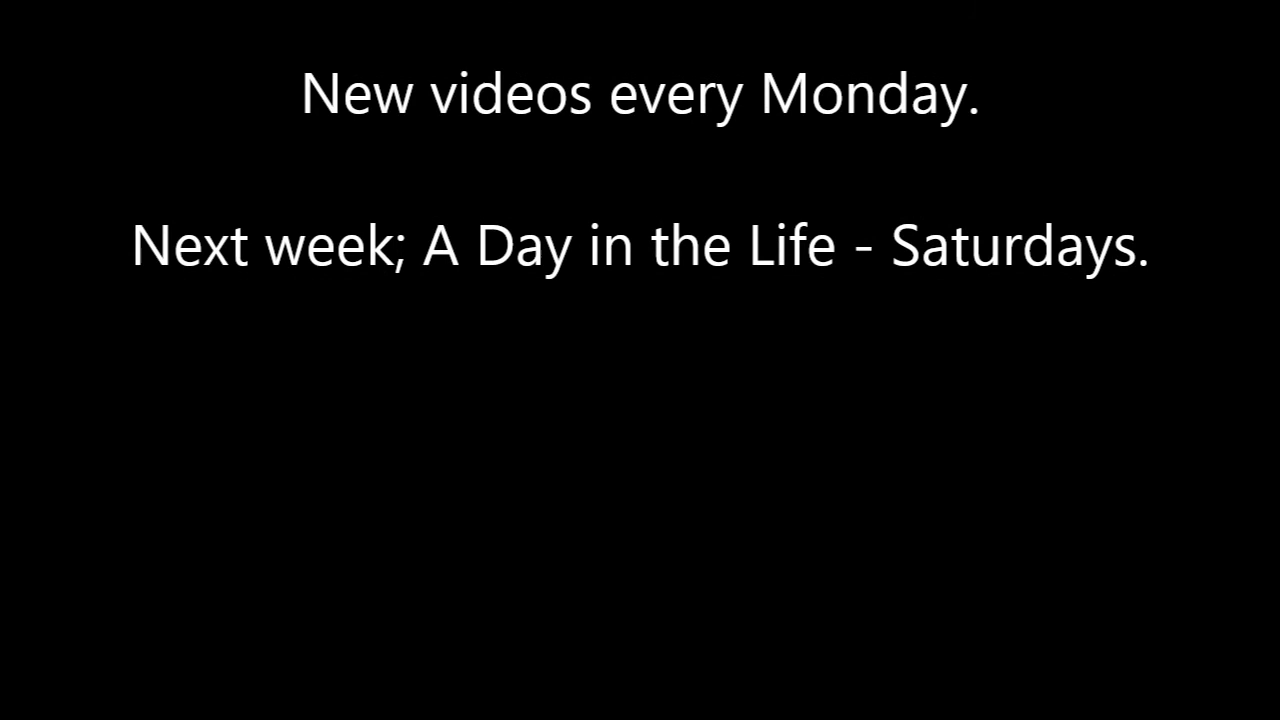 New videos every Monday.
Next week; A Day in the Life - Saturdays.